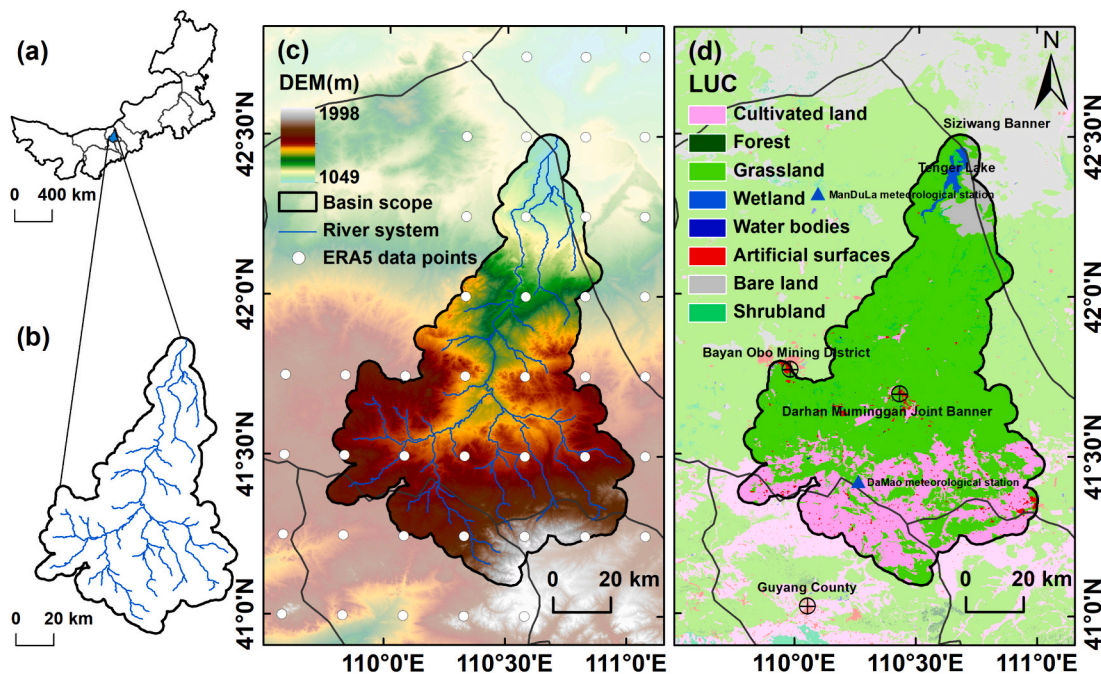 (a)
0 400 km
(b)
0 20 km
(c)
DEM(m)
1998
1049
Basin scope
River system
ERA5 data points
42°30'N
42°0'N
41°30'N
41°0'N
0 20 km
110°0'E 110°30'E 111°0'E
(d)
LUC
Cultivated land
Forest
Grassland
Wetland
Water bodies
Artificial surfaces
Bare land
Shrubland
N
Siziwang Banner
Tenger Lake
ManDuLa meteorological station
Bayan Obo Mining District
Darhan Muminggan Joint Banner
DaMao meteorological station
Guyang County
42°30'N
42°0'N
41°30'N
41°0'N
0 20 km
110°0'E 110°30'E 111°0'E